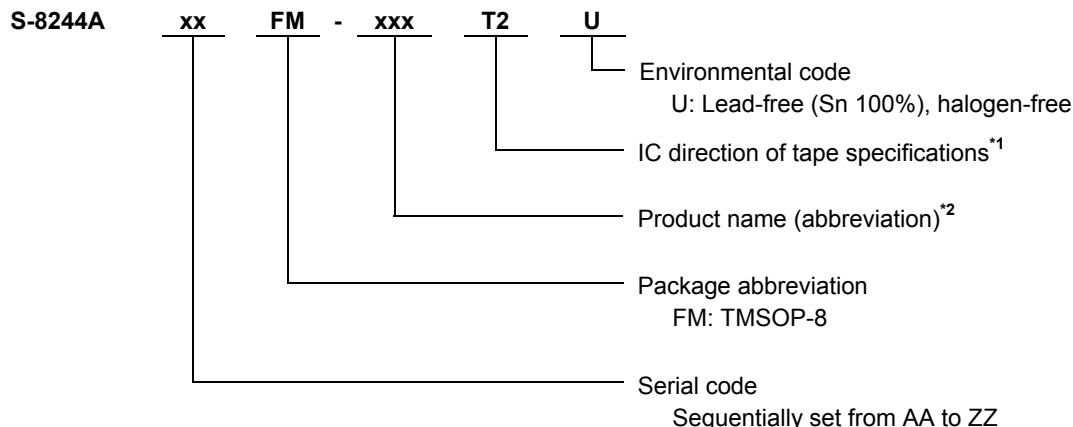 S-8244A xx FM - xxx T2 U
Environmental code
U: Lead-free (Sn 100%), halogen-free
IC direction of tape specifications*1
Product name (abbreviation)*2
Package abbreviation
FM: TMSOP-8
Serial code
Sequentially set from AA to ZZ